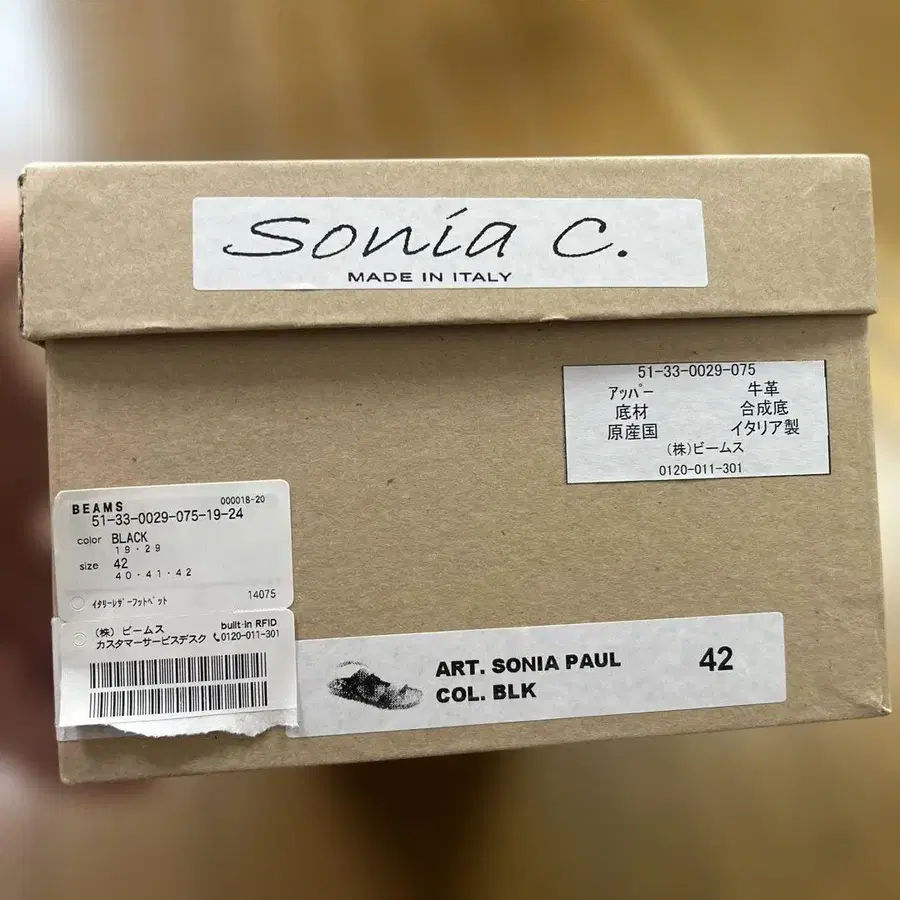 Sonia C.
MADE IN ITALY
51-33-0029-075
アッパー 牛革
底材 合成底
原産国 イタリア製
(株)ビームス
0120-011-301
BEAMS 000018-20
51-33-0029-075-19-24
color BLACK
19・29
size 42
40・41・42
イタリーレザーフットベット 14075
(株) ビームス built-in RFID
カスタマーサービスデスク 0120-011-301
ART. SONIA PAUL 42
COL. BLK